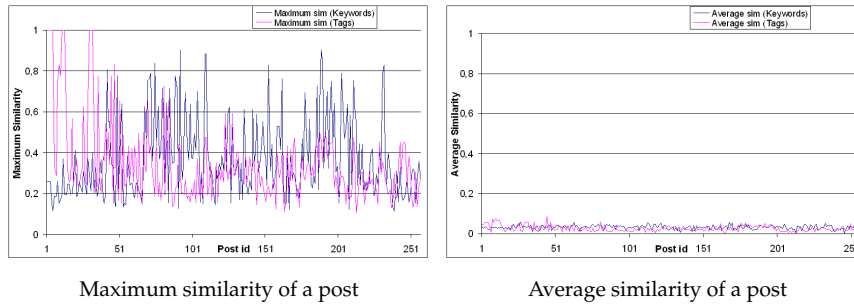 Maximum sim (Keywords)
Maximum sim (Tags)
1
0,8
0,6
0,4
0,2
0
Maximum Similarity
1
51
101
151
201
251
Post id
Average sim (Keywords)
Average sim (Tags)
1
0,8
0,6
0,4
0,2
0
Average Similarity
1
51
101
151
201
Post id
Maximum similarity of a post
Average similarity of a post